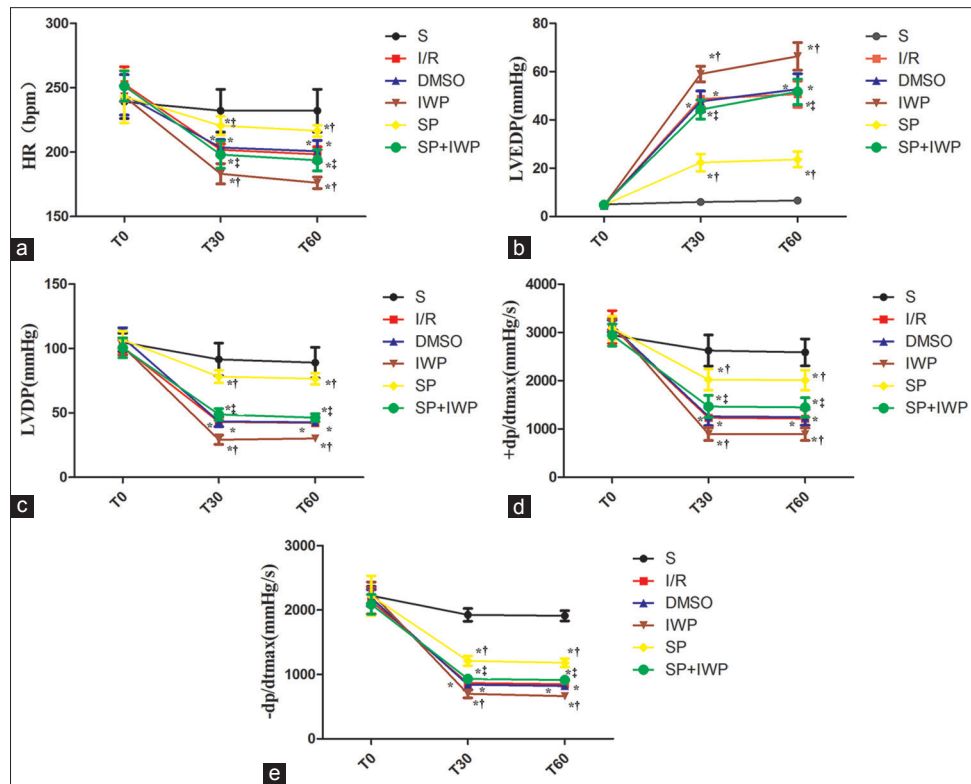 300
250
200
150
HR (bpm)
T0
T30
T60
*†
*
*
*‡
*†
*†
*
*
*‡
*†
S
I/R
DMSO
IWP
SP
SP+IWP
a
80
60
40
20
0
LVEDP(mmHg)
T0
T30
T60
*†
*
*
*‡
*†
*†
*
*
*‡
*†
S
I/R
DMSO
IWP
SP
SP+IWP
b
150
100
50
0
LVDP(mmHg)
T0
T30
T60
*†
*‡
*
*
*†
*†
*‡
*
*
*†
S
I/R
DMSO
IWP
SP
SP+IWP
c
4000
3000
2000
1000
0
+dp/dtmax(mmHg/s)
T0
T30
T60
*†
*‡
*
*
*†
*†
*‡
*
*
*†
S
I/R
DMSO
IWP
SP
SP+IWP
d
3000
2000
1000
0
-dp/dtmax(mmHg/s)
T0
T30
T60
*†
*‡
*
*
*†
*†
*‡
*
*
*†
S
I/R
DMSO
IWP
SP
SP+IWP
e